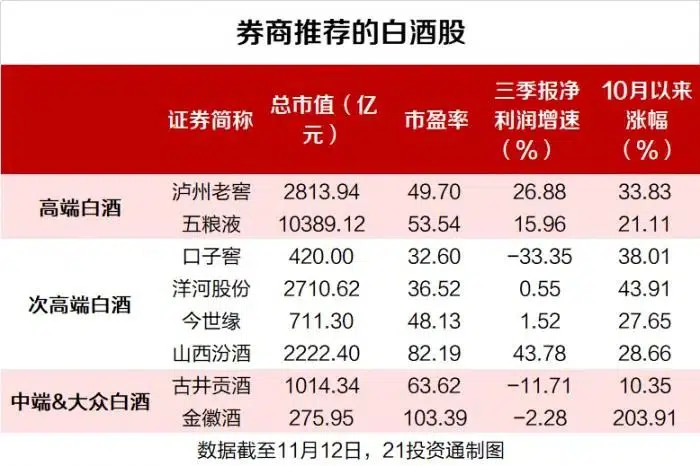 券商推荐的白酒股
证券简称 总市值（亿元） 市盈率 三季报净利润增速（%） 10月以来涨幅（%）
高端白酒 泸州老窖 2813.94 49.70 26.88 33.83
五粮液 10389.12 53.54 15.96 21.11
次高端白酒 口子窖 420.00 32.60 -33.35 38.01
洋河股份 2710.62 36.52 0.55 43.91
今世缘 711.30 48.13 1.52 27.65
山西汾酒 2222.40 82.19 43.78 28.66
中端&大众白酒 古井贡酒 1014.34 63.62 -11.71 10.35
金徽酒 275.95 103.39 -2.28 203.91
数据截至11月12日，21投资通制图